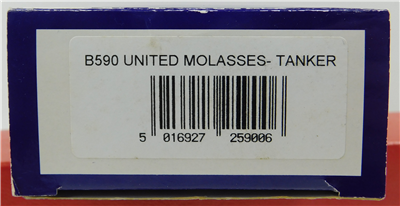 B590 UNITED MOLASSES- TANKER
5 016927 259006